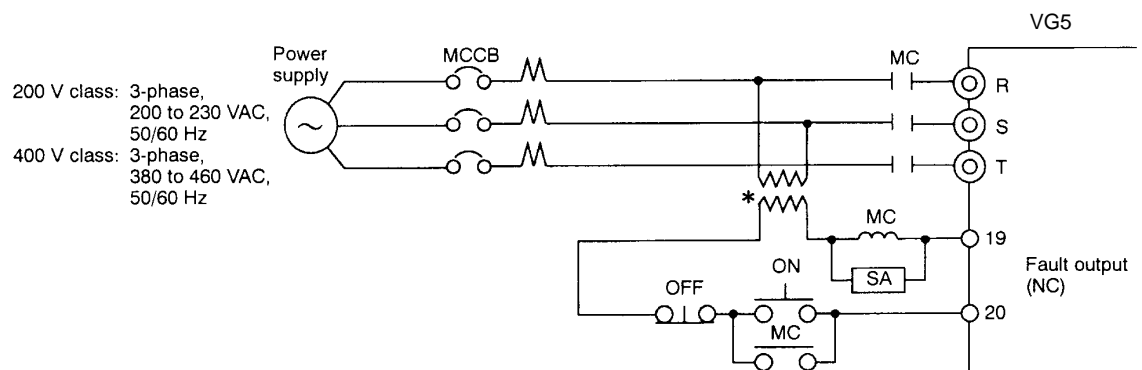 VG5
Power
supply
MCCB
MC
200 V class: 3-phase,
200 to 230 VAC,
50/60 Hz
400 V class: 3-phase,
380 to 460 VAC,
50/60 Hz
~
R
S
T
*
MC
19
SA
Fault output
(NC)
ON
OFF
20
MC